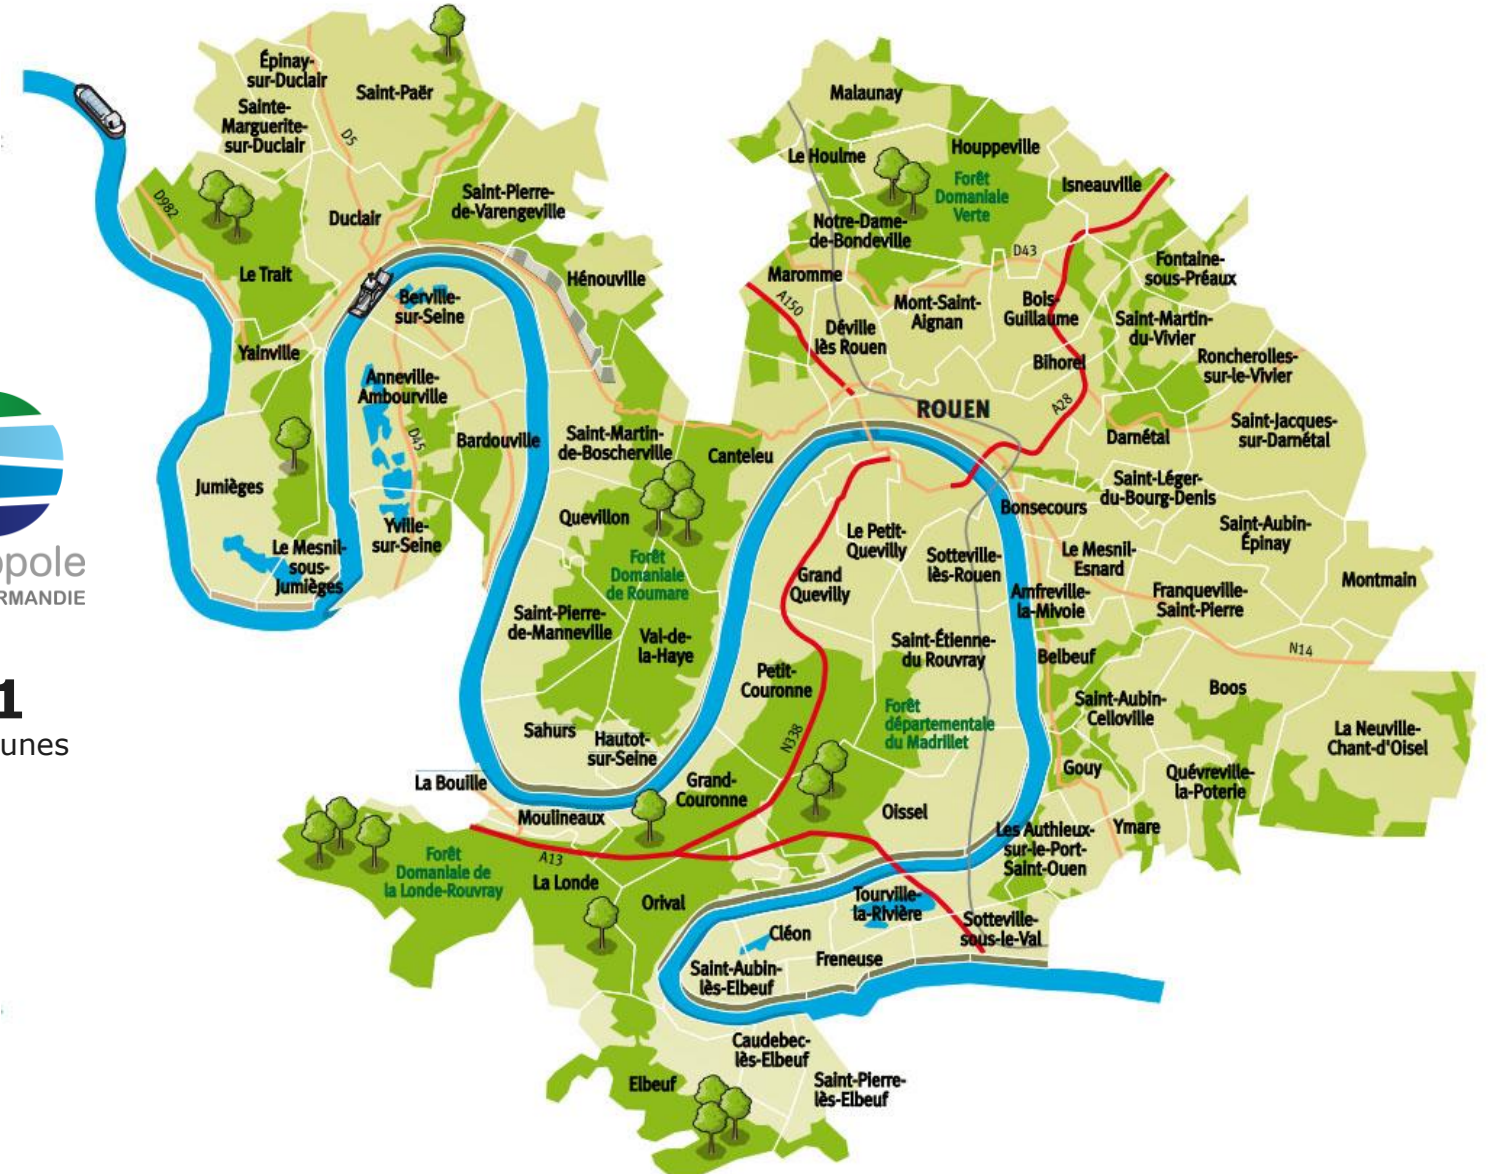 Épinay-
sur-Duclair
Saint-Paër
Sainte-
Marguerite-
sur-Duclair
D5
D982
Saint-Pierre-
de-Varengeville
Duclair
Le Trait
Hénouville
Berville-
sur-Seine
Yainville
Anneville-
Ambourville
D45
Bardouville
Jumièges
Yville-
sur-Seine
Le Mesnil-
sous-
Jumièges
Malaunay
Le Houlme
Houppeville
Forêt
Domaniale
Verte
Isneauville
Notre-Dame-
de-Bondeville
D43
Fontaine-
sous-Préaux
Maromme
A150
Mont-Saint-
Aignan
Bois-
Guillaume
Déville
lès Rouen
Saint-Martin-
du-Vivier
Bihorel
Roncherolles-
sur-le-Vivier
ROUEN
A28
Darnétal
Saint-Jacques-
sur-Darnétal
Saint-Martin-
de-Boscherville
Canteleu
Saint-Léger-
du-Bourg-Denis
Bonsecours
Quevillon
Le Petit-
Quevilly
Saint-Aubin-
Épinay
Sotteville-
lès-Rouen
Le Mesnil-
Esnard
Forêt
Domaniale
de Roumare
Grand
Quevilly
Amfreville-
la-Mivoie
Franqueville-
Saint-Pierre
Montmain
Saint-Pierre-
de-Manneville
Val-de-
la-Haye
Saint-Étienne-
du Rouvray
Belbeuf
N14
Petit-
Couronne
Saint-Aubin-
Celloville
Boos
Forêt
départementale
du Madrillet
Sahurs
Hautot-
sur-Seine
N338
La Neuville-
Chant-d'Oisel
La Bouille
Grand-
Couronne
Gouy
Quévreville-
la-Poterie
Moulineaux
Oissel
Les Authieux-
sur-le-Port-
Saint-Ouen
Ymare
A13
Forêt
Domaniale de
la Londe-Rouvray
La Londe
Orival
Tourville-
la-Rivière
Sotteville-
sous-le-Val
Cléon
Freneuse
Saint-Aubin-
lès-Elbeuf
Caudebec-
lès-Elbeuf
Elbeuf
Saint-Pierre-
lès-Elbeuf
opole
RMANDIE
1
unes